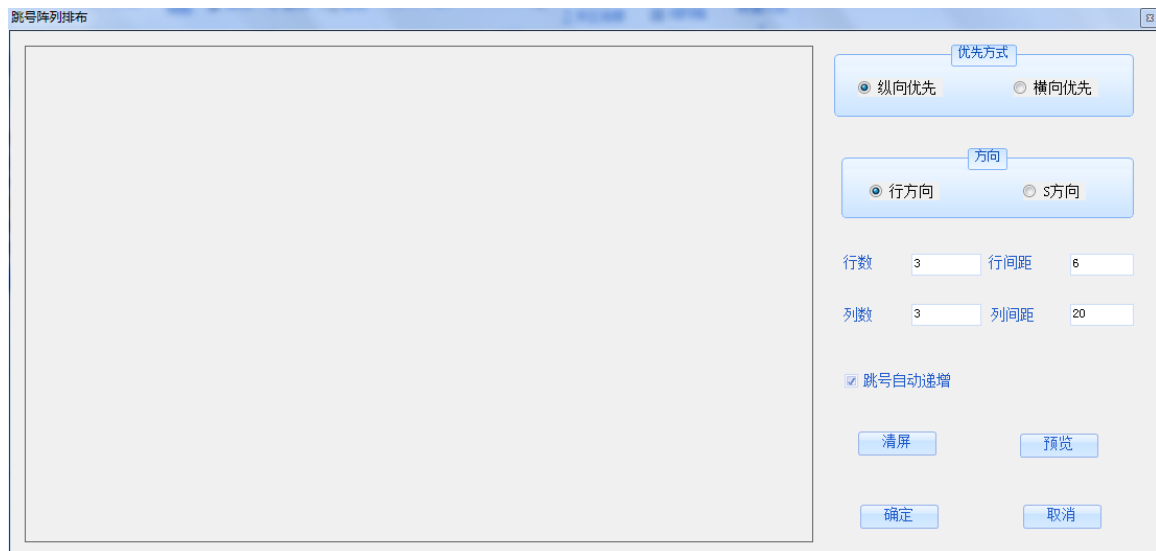 跳号阵列排布
优先方式
纵向优先 横向优先
方向
行方向 S方向
行数 3 行间距 6
列数 3 列间距 20
跳号自动递增
清屏 预览
确定 取消